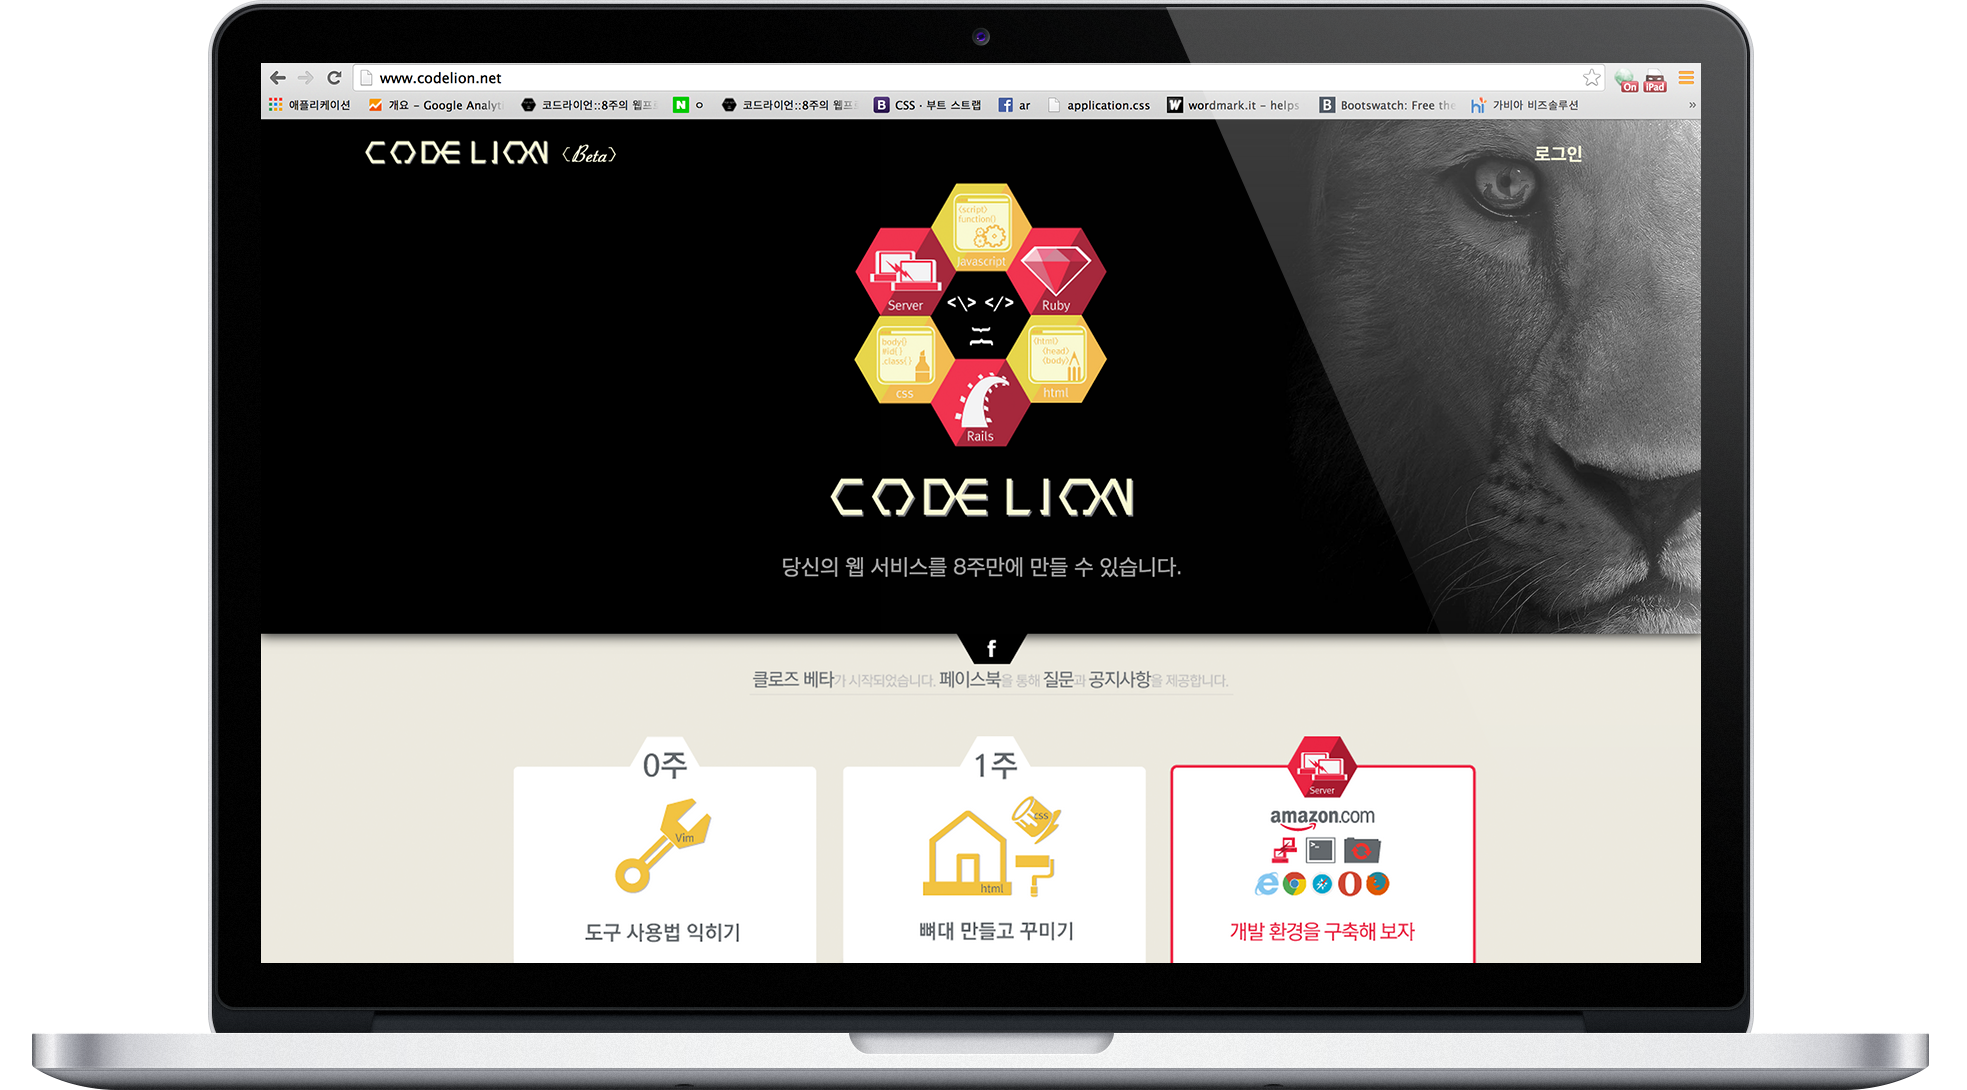 www.codelion.net
On
iPad
애플리케이션
개요 – Google Analyt
코드라이언::8주의 웹프
N ㅇ
코드라이언::8주의 웹프
B CSS · 부트 스트랩
f ar
application.css
W wordmark.it – helps
B Bootswatch: Free the
hi 가비아 비즈솔루션
»
CODE LION 〈Beta〉
로그인
〈script〉
function{}
Javascript
Server
<\> </>
Ruby
body{}
#id{}
.class{}
css
〈html〉
〈head〉
〈body〉
html
Rails
CODE LION
당신의 웹 서비스를 8주만에 만들 수 있습니다.
f
클로즈 베타가 시작되었습니다. 페이스북을 통해 질문과 공지사항을 제공합니다.
0주
Vim
도구 사용법 익히기
1주
css
html
뼈대 만들고 꾸미기
Server
amazon.com
개발 환경을 구축해 보자